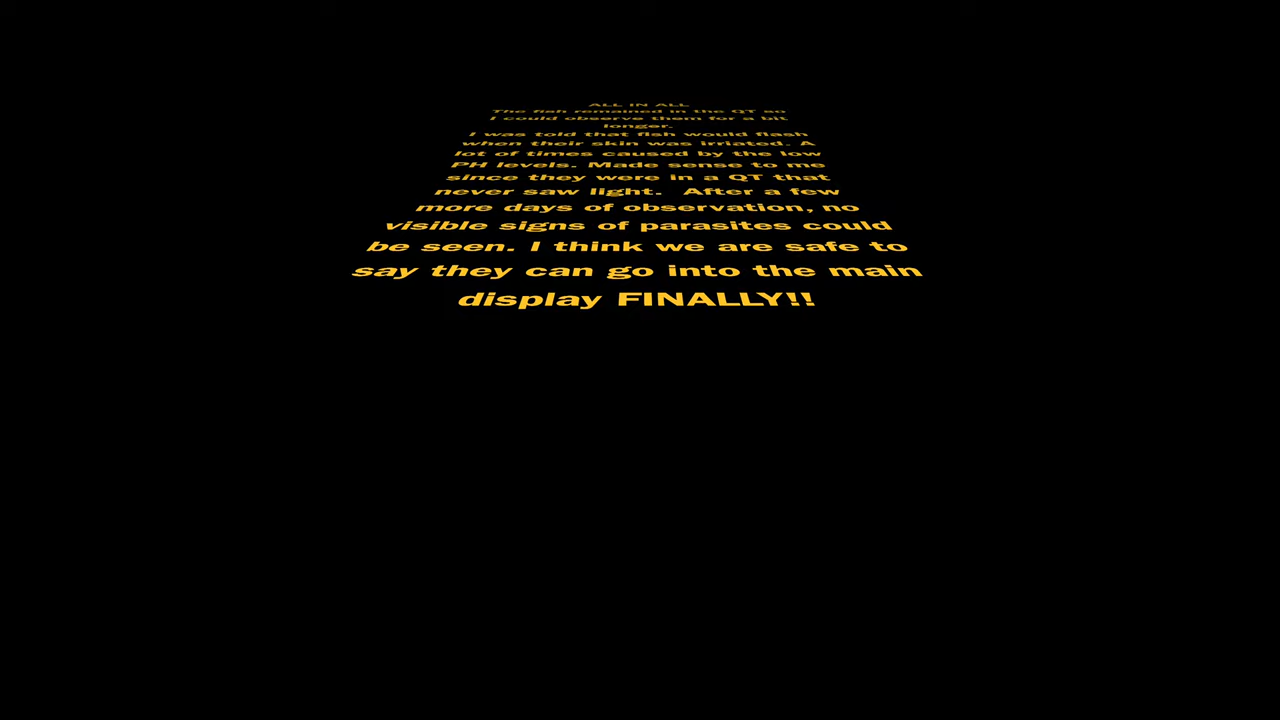 ALL IN ALL
The fish remained in the QT so
I could observe them for a bit
longer.
I was told that fish would flash
when their skin was irriated. A
lot of times caused by the low
PH levels. Made sense to me
since they were in a QT that
never saw light.  After a few
more days of observation, no
visible signs of parasites could
be seen. I think we are safe to
say they can go into the main
display FINALLY!!